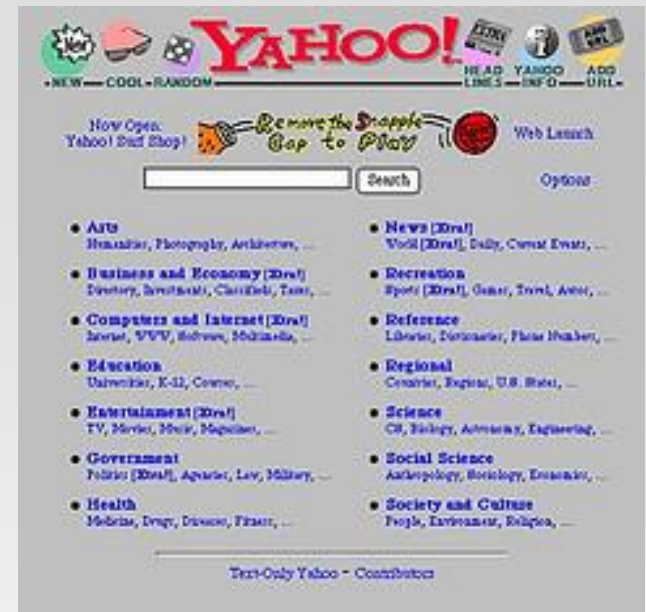 New
EXTRA
i
ADD URL
YAHOO!
NEW COOL RANDOM
HEAD LINES YAHOO INFO ADD URL
Now Open: Yahoo! Surf Shop!
Remove the Snapple Cap to Play
Web Launch
Search
Options
• Arts
Humanities, Photography, Architecture, ...
• Business and Economy [Xtra!]
Directory, Investments, Classifieds, Taxes, ...
• Computers and Internet [Xtra!]
Internet, WWW, Software, Multimedia, ...
• Education
Universities, K-12, Courses, ...
• Entertainment [Xtra!]
TV, Movies, Music, Magazines, ...
• Government
Politics [Xtra!], Agencies, Law, Military, ...
• Health
Medicine, Drugs, Diseases, Fitness, ...
• News [Xtra!]
World [Xtra!], Daily, Current Events, ...
• Recreation
Sports [Xtra!], Games, Travel, Autos, ...
• Reference
Libraries, Dictionaries, Phone Numbers, ...
• Regional
Countries, Regions, U.S. States, ...
• Science
CS, Biology, Astronomy, Engineering, ...
• Social Science
Anthropology, Sociology, Economics, ...
• Society and Culture
People, Environment, Religion, ...
Text-Only Yahoo - Contributors